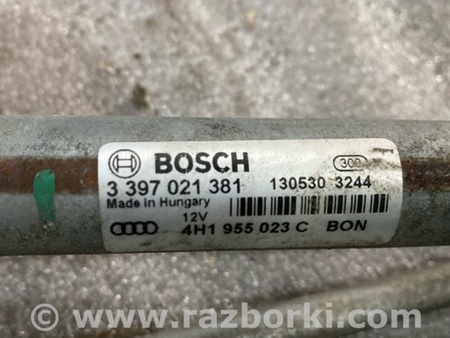 BOSCH
300
3 397 021 381 130530 3244
Made in Hungary
12V
4H1 955 023 C BON
© www.razborki.com